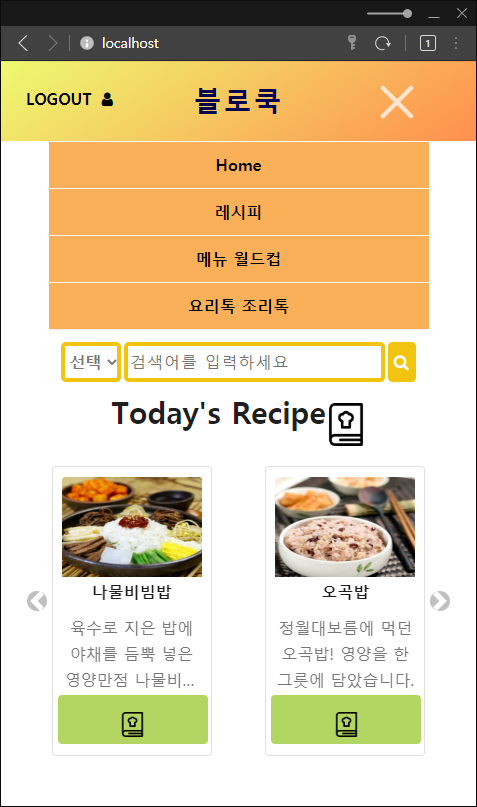 localhost
1
LOGOUT
블로쿡
Home
레시피
메뉴 월드컵
요리톡 조리톡
선택
검색어를 입력하세요
Today's Recipe
나물비빔밥
육수로 지은 밥에
야채를 듬뿍 넣은
영양만점 나물비...
오곡밥
정월대보름에 먹던
오곡밥! 영양을 한
그릇에 담았습니다.